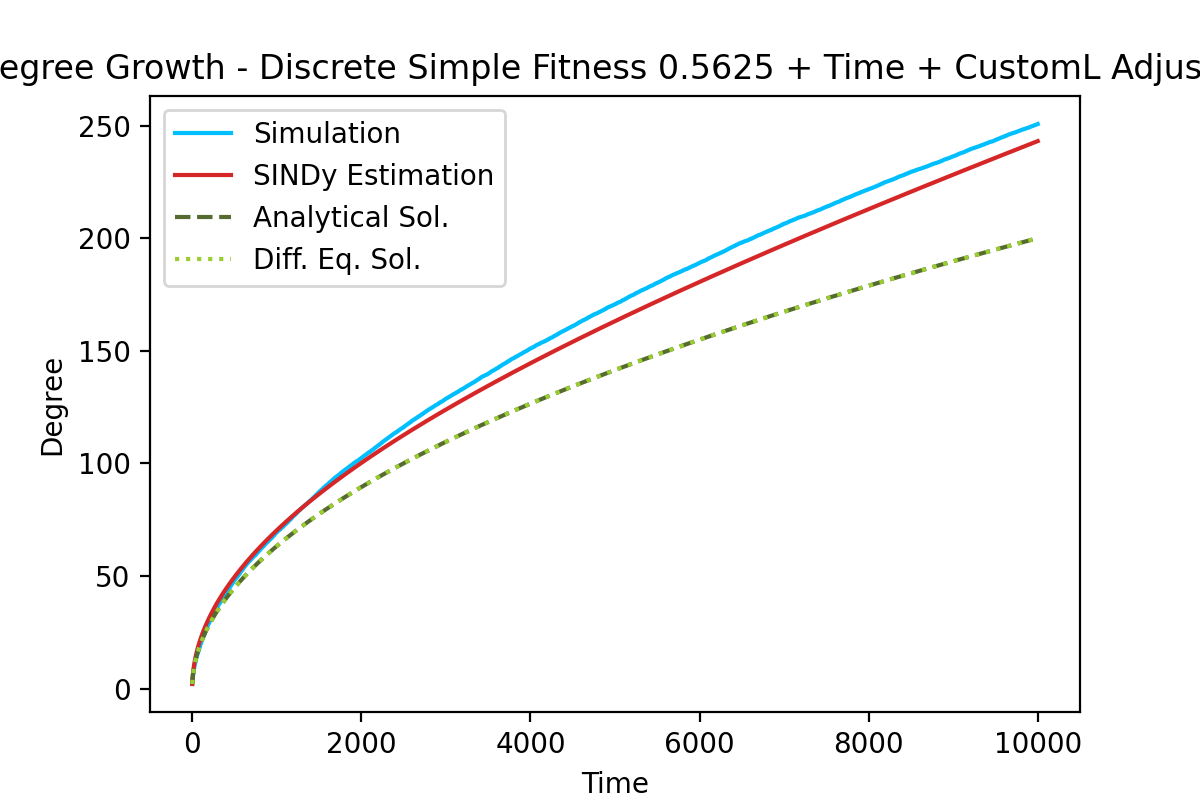 egree Growth - Discrete Simple Fitness 0.5625 + Time + CustomL Adjus
Simulation
SINDy Estimation
Analytical Sol.
Diff. Eq. Sol.
250
200
150
100
50
0
Degree
0 2000 4000 6000 8000 10000
Time